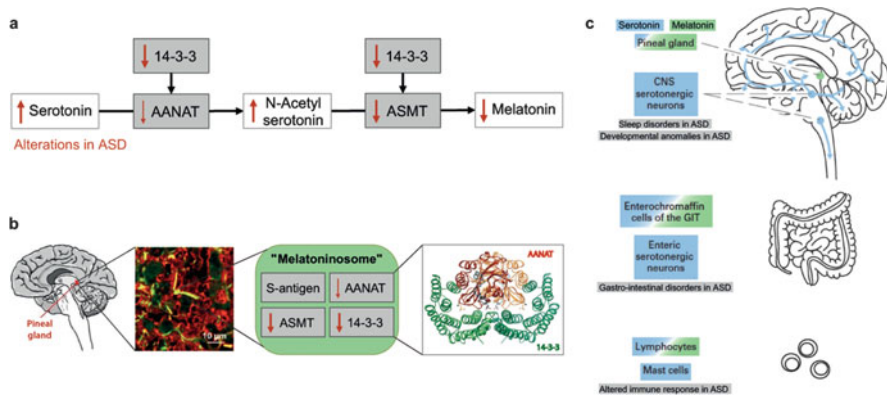 a
14-3-3
14-3-3
Serotonin
AANAT
N-Acetyl
serotonin
ASMT
Melatonin
Alterations in ASD
b
Pineal
gland
10 µm
"Melatoninosome"
S-antigen
AANAT
ASMT
14-3-3
AANAT
14-3-3
c
Serotonin
Melatonin
Pineal gland
CNS
serotonergic
neurons
Sleep disorders in ASD
Developmental anomalies in ASD
Enterochromaffin
cells of the GIT
Enteric
serotonergic
neurons
Gastro-intestinal disorders in ASD
Lymphocytes
Mast cells
Altered immune response in ASD